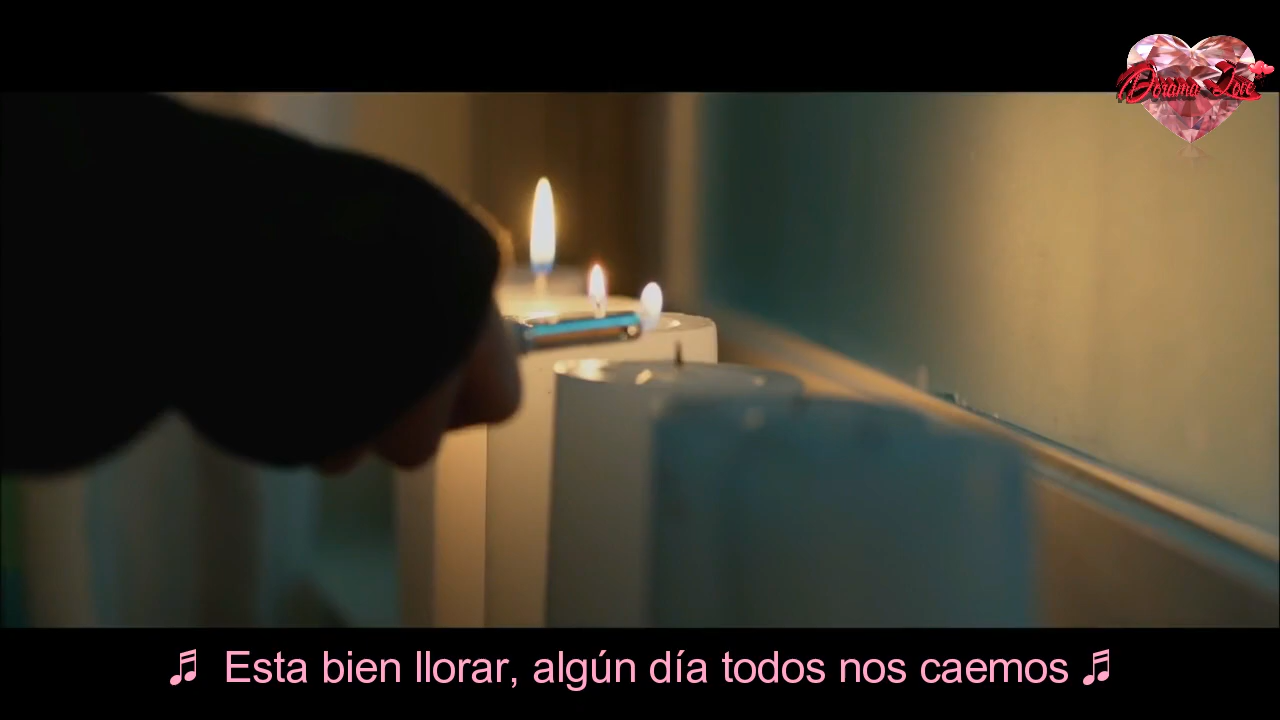 Dorama Love
♬ Esta bien llorar, algún día todos nos caemos ♬